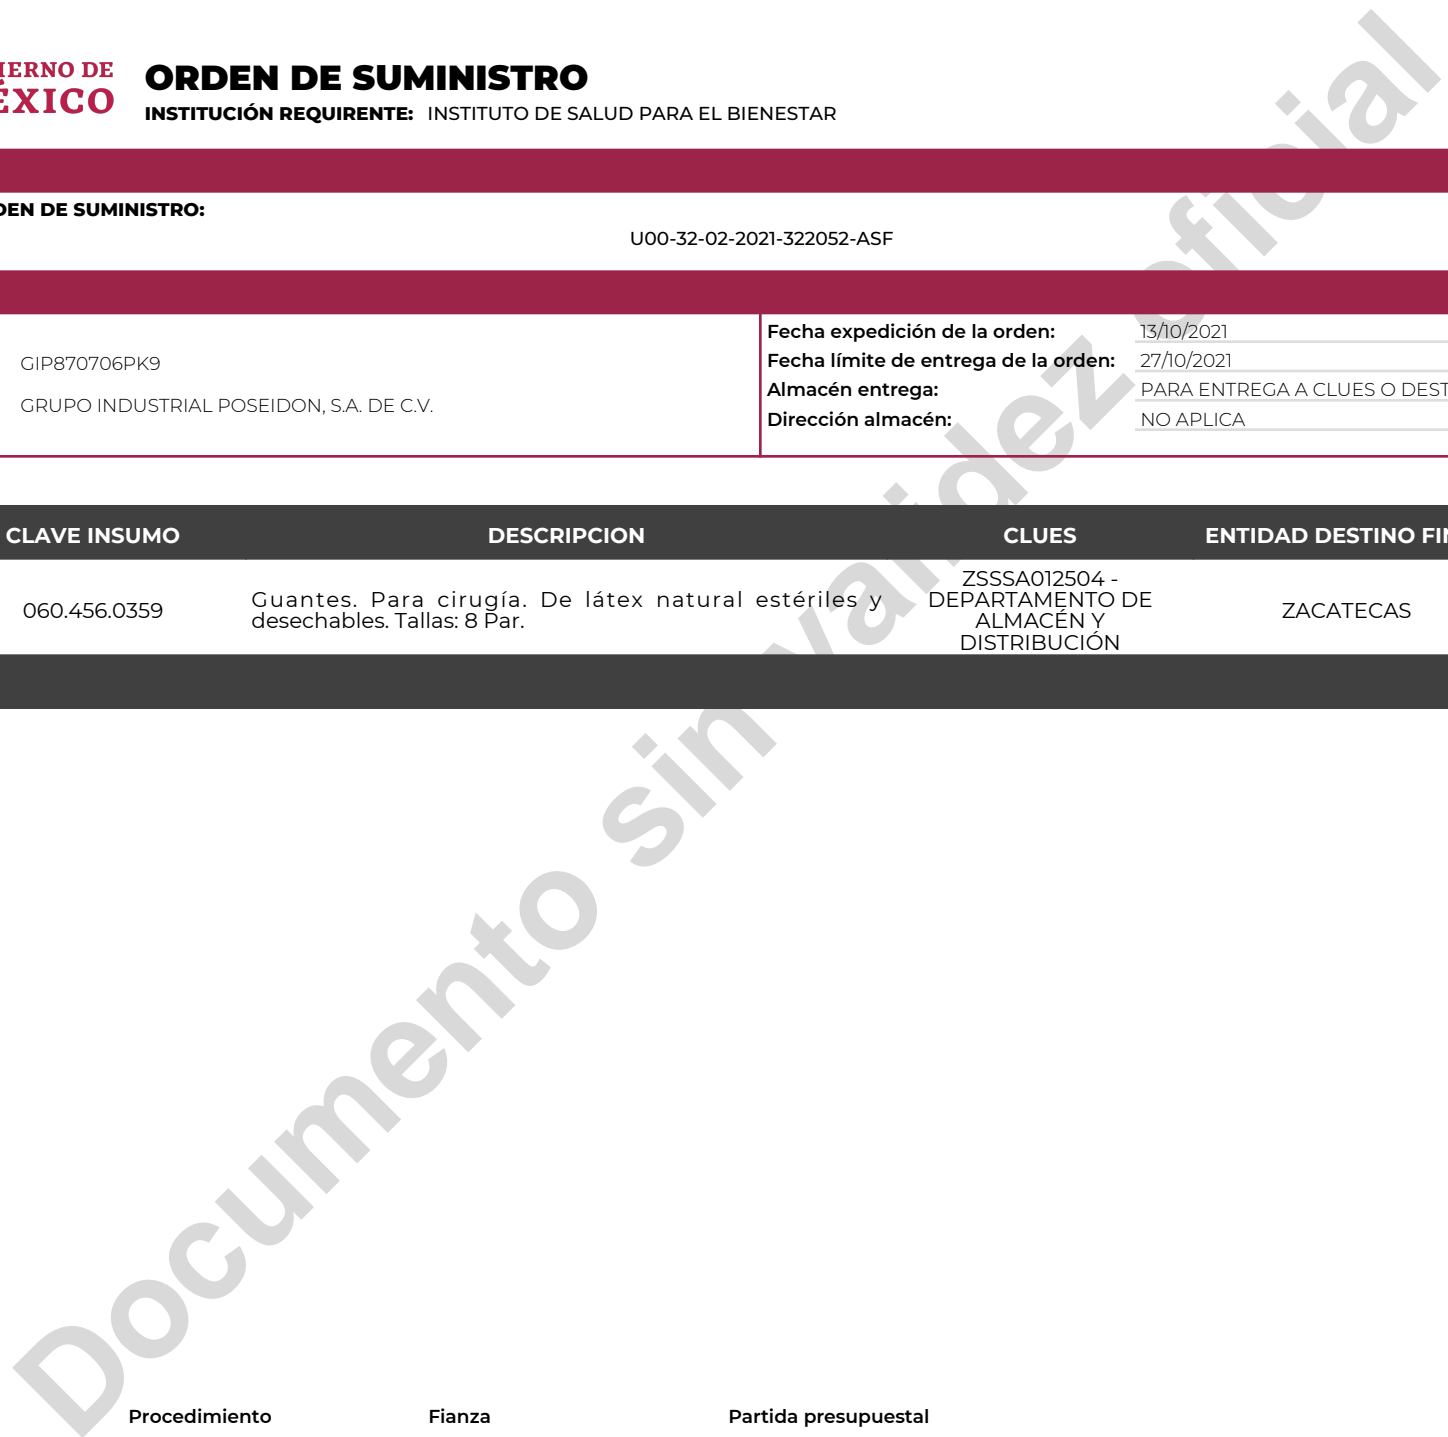 IERNO DE
ÉXICO
ORDEN DE SUMINISTRO
INSTITUCIÓN REQUIRENTE: INSTITUTO DE SALUD PARA EL BIENESTAR
DEN DE SUMINISTRO:
U00-32-02-2021-322052-ASF
GIP870706PK9
GRUPO INDUSTRIAL POSEIDON, S.A. DE C.V.
Fecha expedición de la orden: 13/10/2021
Fecha límite de entrega de la orden: 27/10/2021
Almacén entrega: PARA ENTREGA A CLUES O DEST
Dirección almacén: NO APLICA
CLAVE INSUMO DESCRIPCION CLUES ENTIDAD DESTINO FIN
060.456.0359
Guantes. Para cirugía. De látex natural estériles y
desechables. Tallas: 8 Par.
ZSSSA012504 -
DEPARTAMENTO DE
ALMACÉN Y
DISTRIBUCIÓN
ZACATECAS
Documento sin validez oficial
Procedimiento Fianza Partida presupuestal